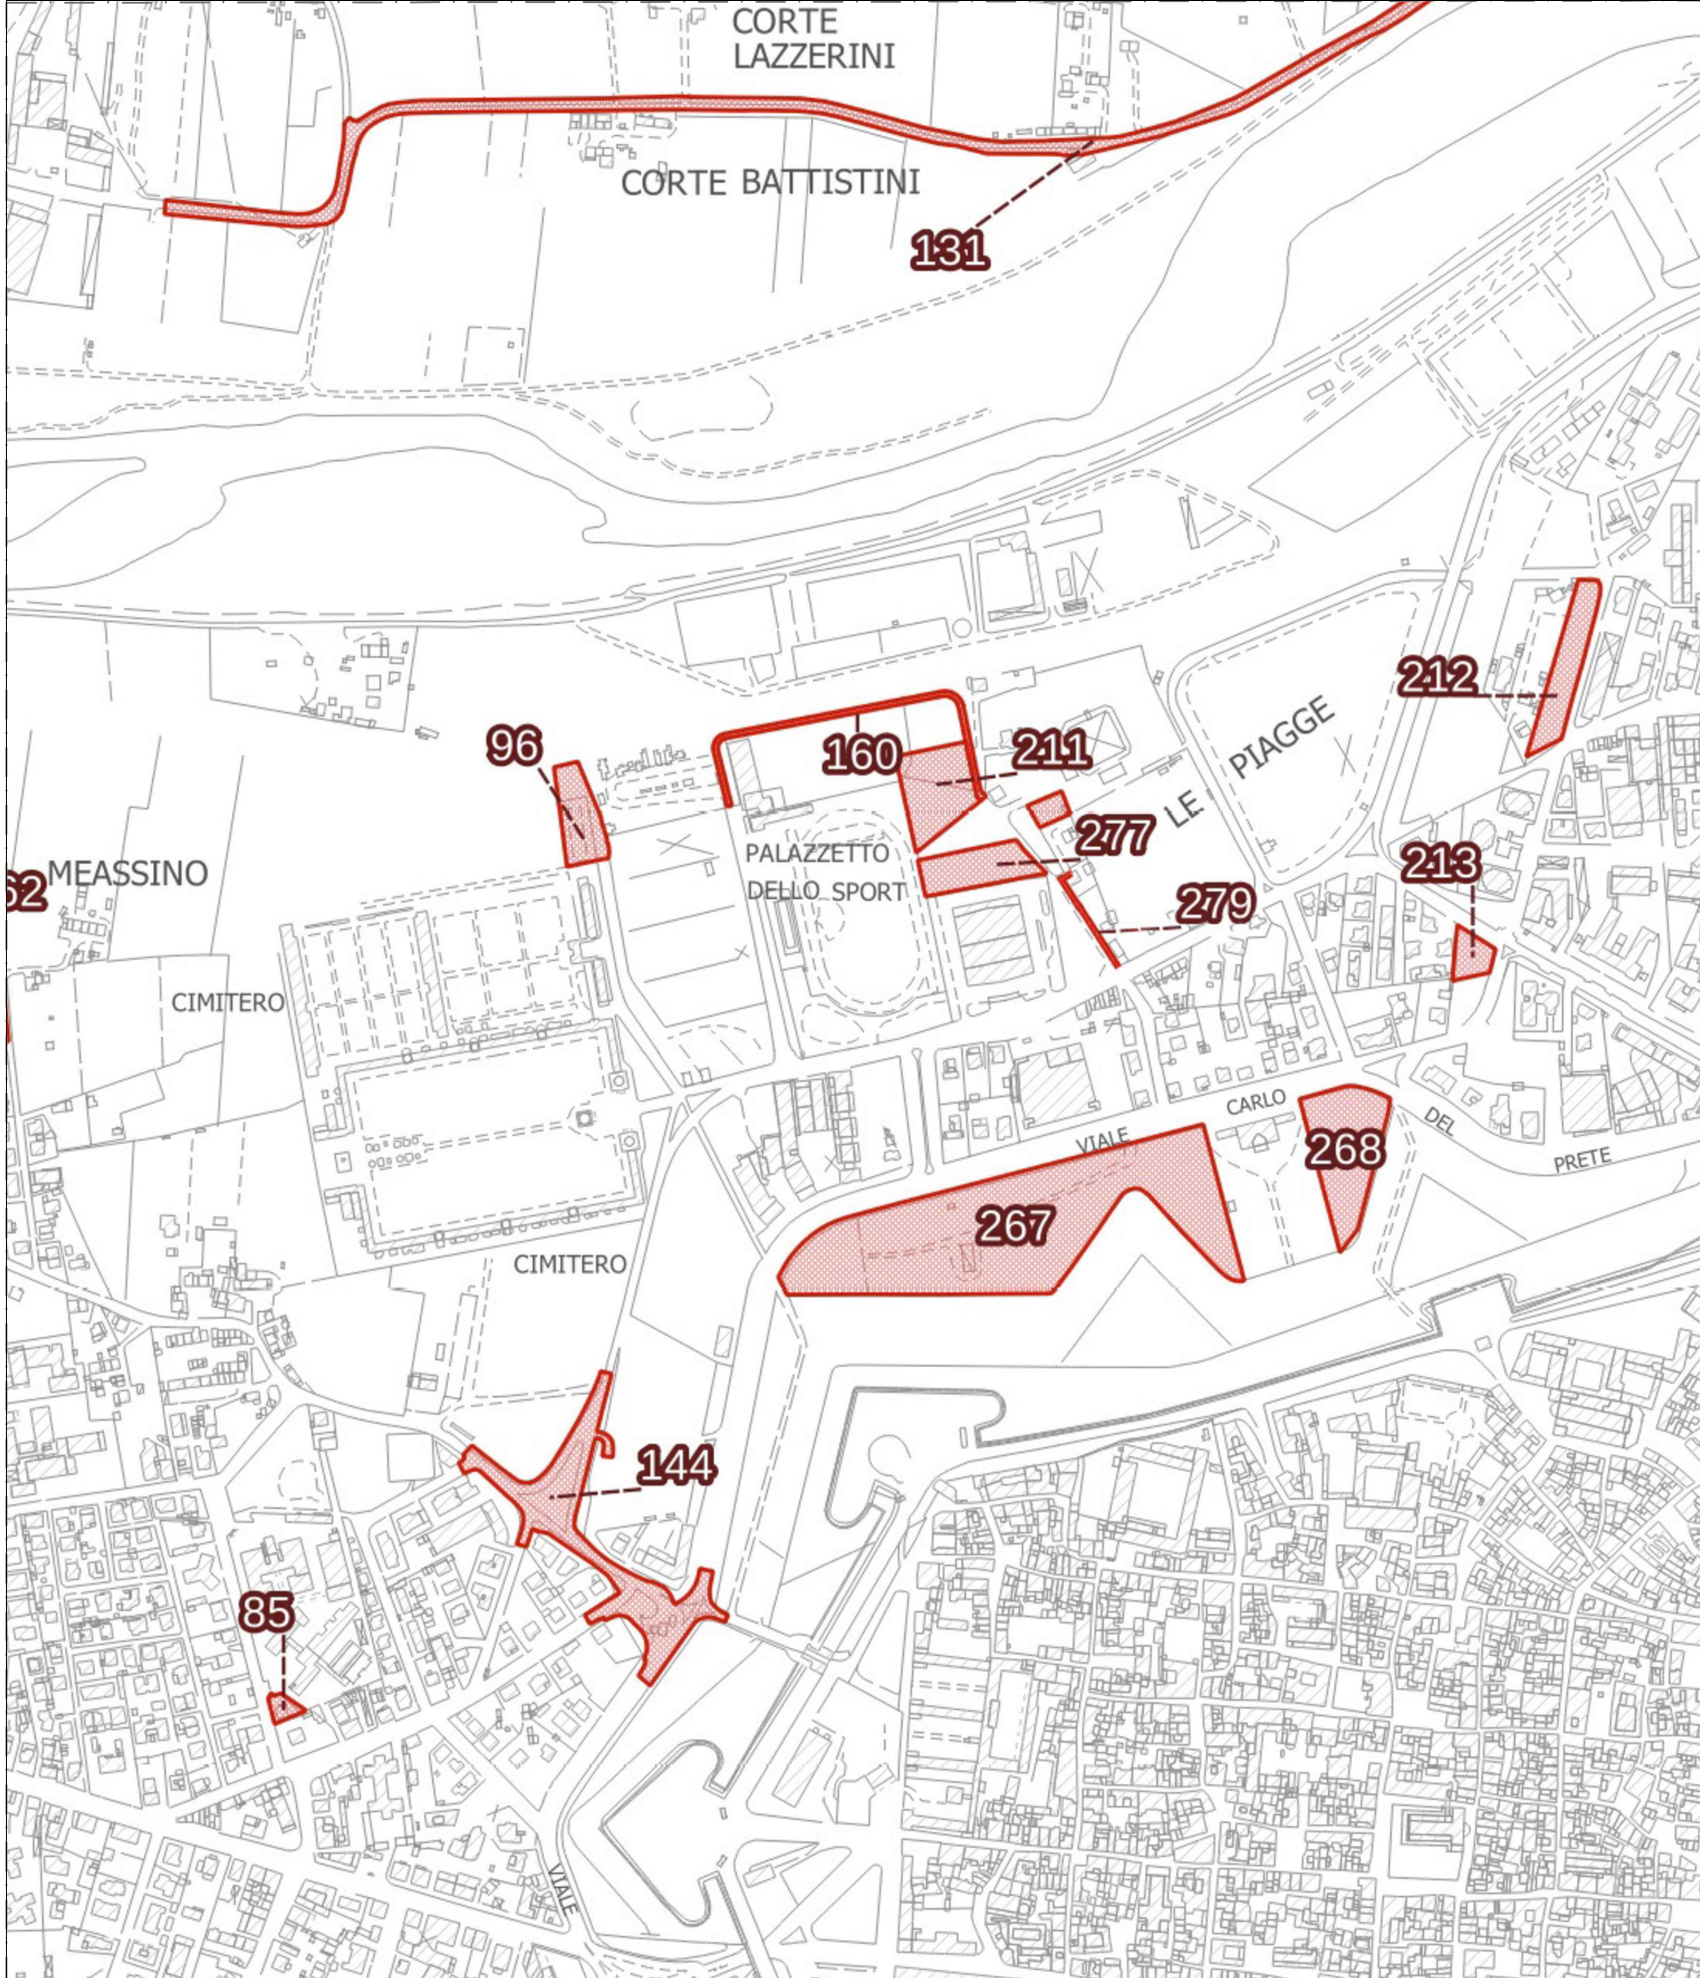 CORTE
LAZZERINI
CORTE BATTISTINI
131
212
PIAGGE
LE
96
160
211
277
PALAZZETTO
DELLO SPORT
213
62
MEASSINO
279
CIMITERO
CARLO
DEL
VIALE
268
PRETE
267
CIMITERO
144
85
VIALE